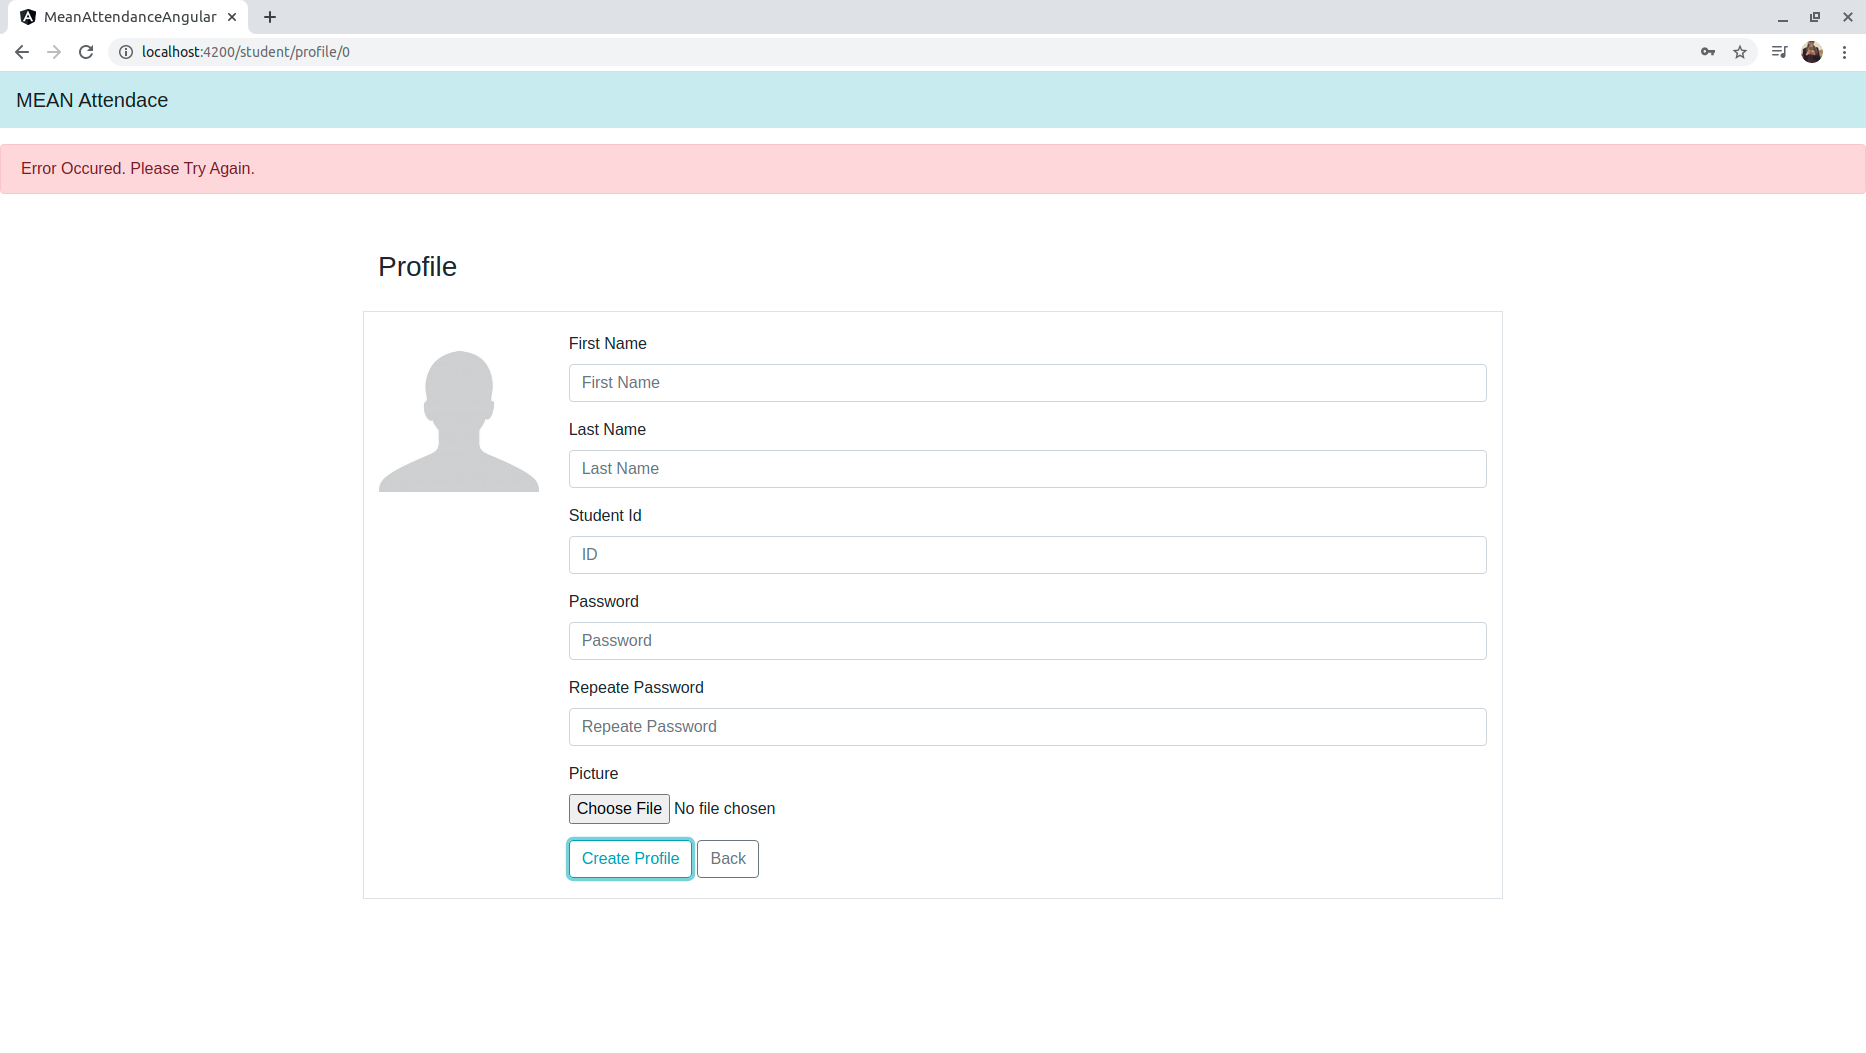 MeanAttendanceAngular
localhost:4200/student/profile/0
MEAN Attendace
Error Occured. Please Try Again.
Profile
First Name
First Name
Last Name
Last Name
Student Id
ID
Password
Password
Repeate Password
Repeate Password
Picture
Choose File No file chosen
Create Profile Back